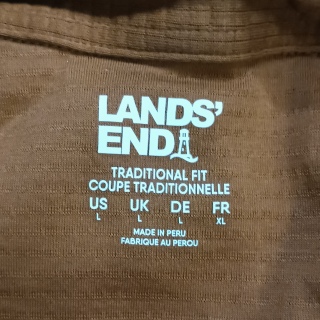 LANDS'
END
TRADITIONAL FIT
COUPE TRADITIONNELLE
US UK DE FR
L L L XL
MADE IN PERU
FABRIQUE AU PEROU